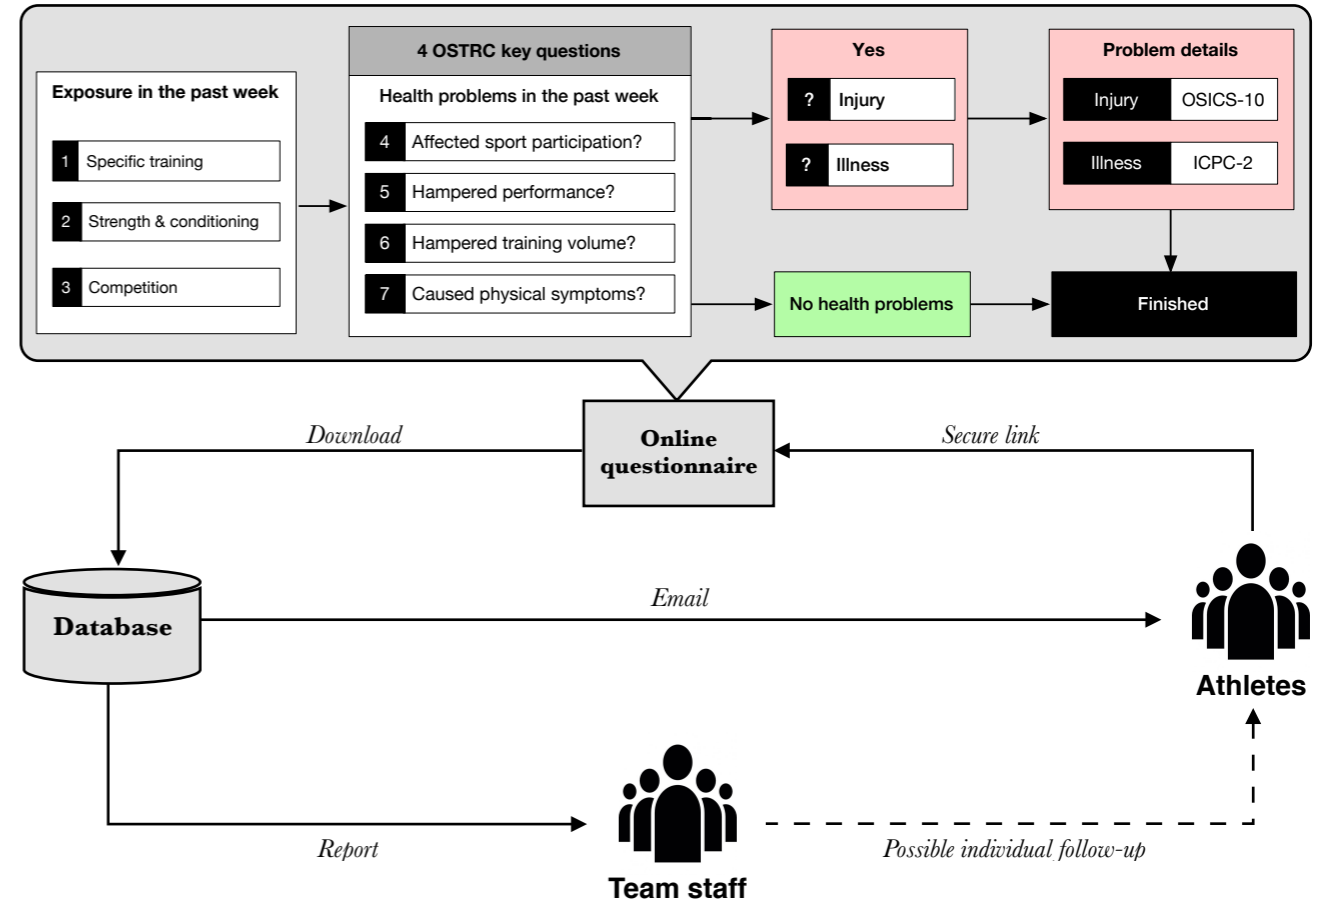 Exposure in the past week
1 Specific training
2 Strength & conditioning
3 Competition
4 OSTRC key questions
Health problems in the past week
4 Affected sport participation?
5 Hampered performance?
6 Hampered training volume?
7 Caused physical symptoms?
Yes
? Injury
? Illness
Problem details
Injury OSICS-10
Illness ICPC-2
No health problems
Finished
Download
Online
questionnaire
Secure link
Database
Email
Athletes
Report
Team staff
Possible individual follow-up